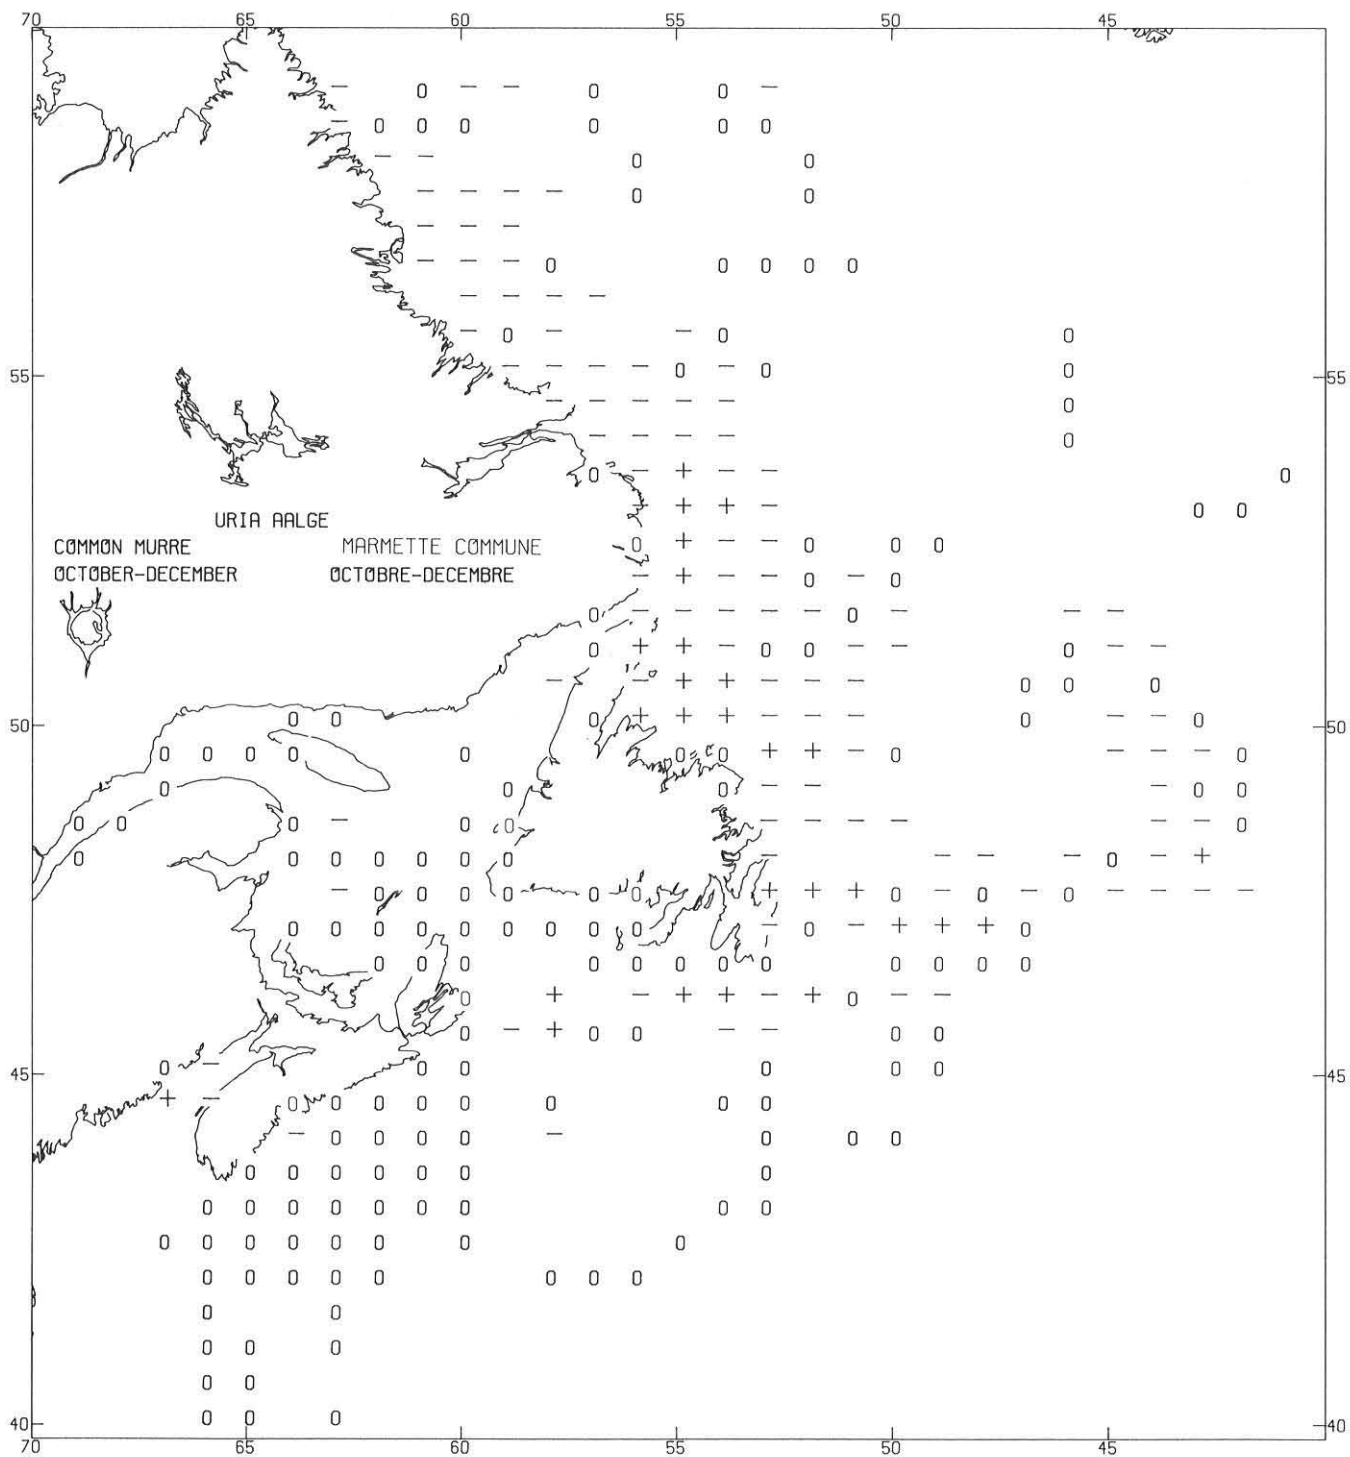 70 65 60 55 50 45
55 55
URIA AALGE
COMMON MURRE MARMETTE COMMUNE
OCTOBER-DECEMBER OCTOBRE-DECEMBRE
50 50
45 45
40 40
70 65 60 55 50 45